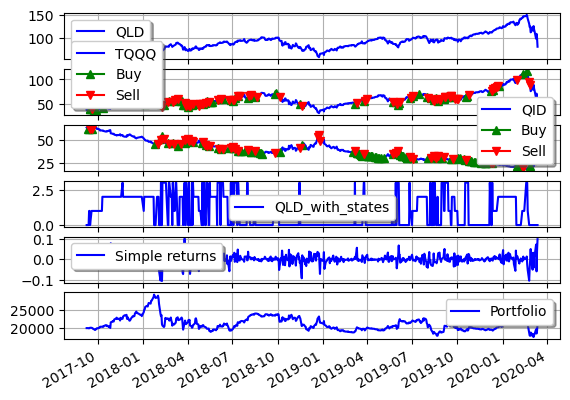 150
100
QLD
TQQQ
Buy
Sell
100
50
QID
Buy
Sell
50
25
2.5
0.0
QLD_with_states
0.1
0.0
−0.1
Simple returns
25000
20000
Portfolio
2017-10
2018-01
2018-04
2018-07
2018-10
2019-01
2019-04
2019-07
2019-10
2020-01
2020-04